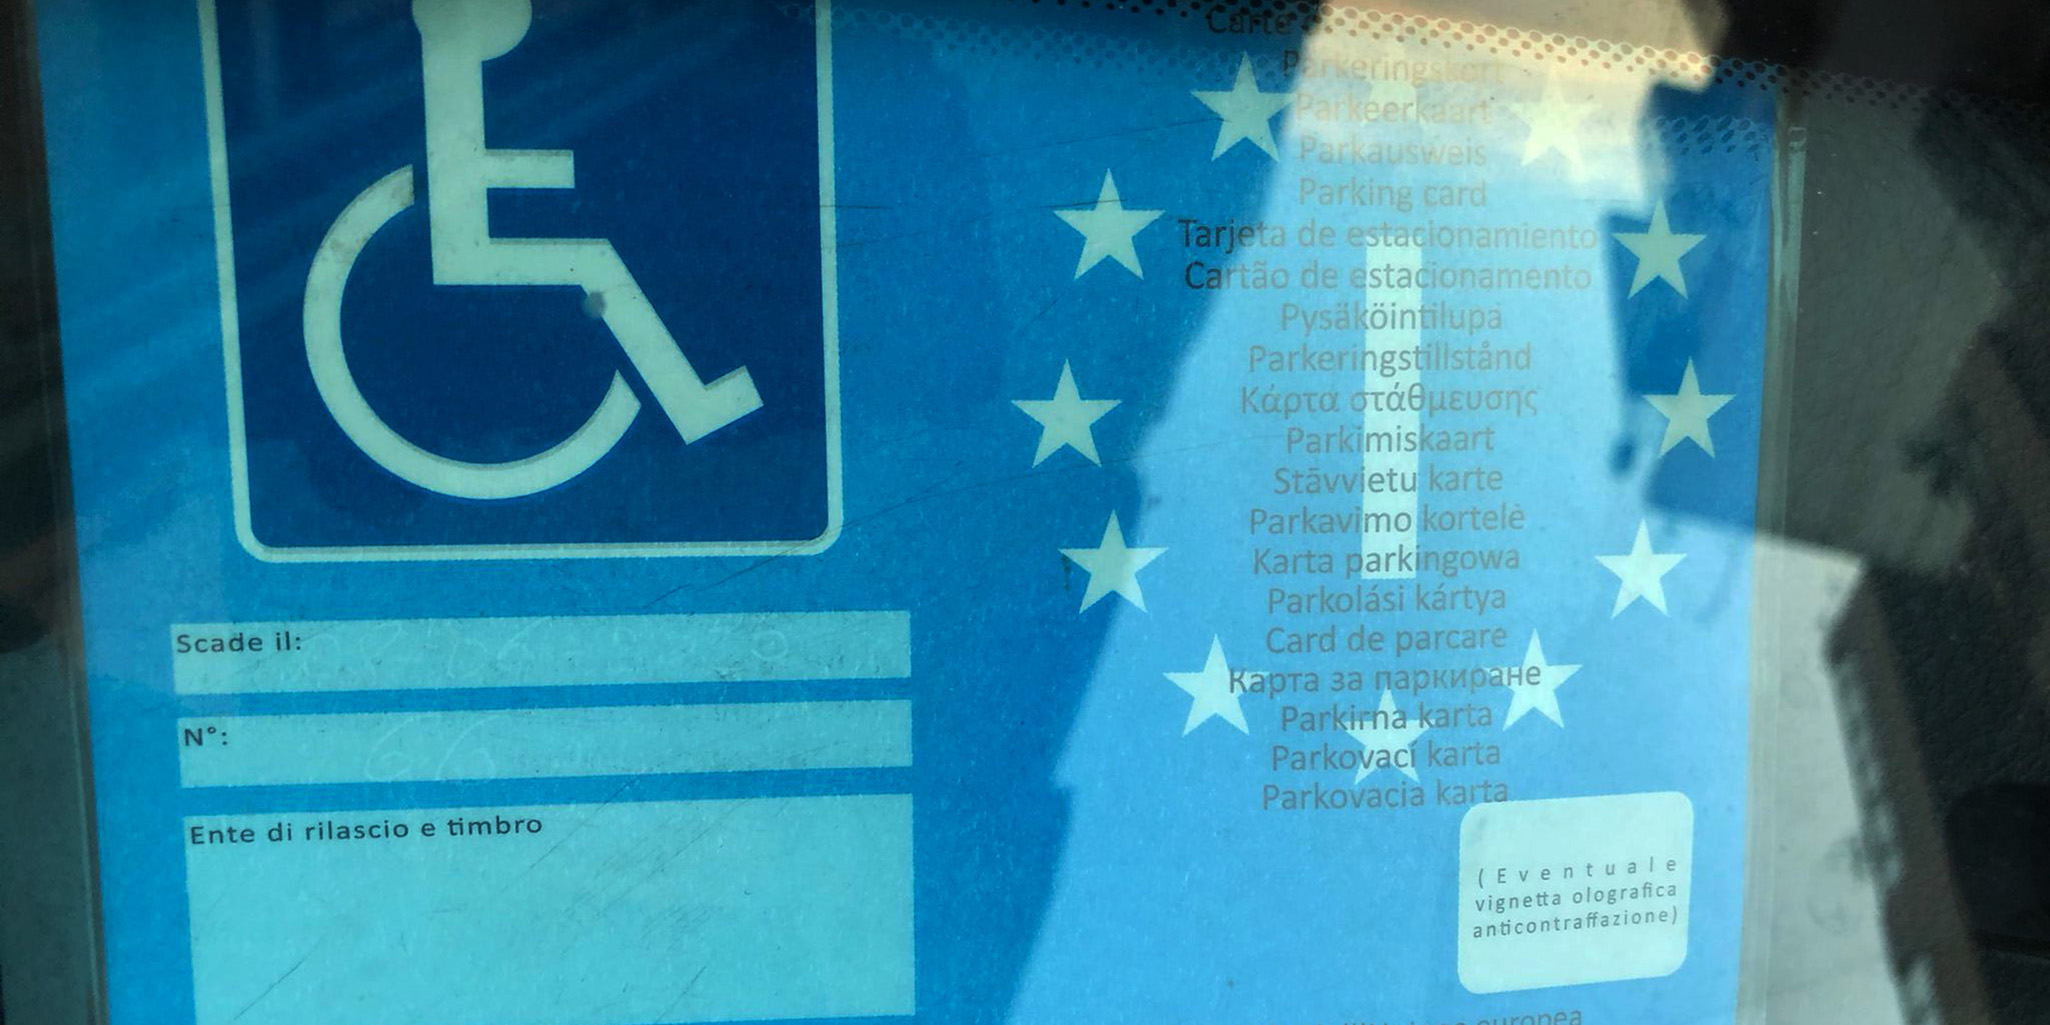 Scade il:
N°:
Ente di rilascio e timbro
Carte
Parkeringskort
Parkeerkaart
Parkausweis
Parking card
Tarjeta de estacionamiento
Cartão de estacionamento
Pysäköintilupa
Parkeringstillstånd
Κάρτα στάθμευσης
Parkimiskaart
Stāvvietu karte
Parkavimo kortelė
Karta parkingowa
Parkolási kártya
Card de parcare
Карта за паркиране
Parkirna karta
Parkovací karta
Parkovacia karta
I
(Eventuale
vignetta olografica
anticontraffazione)
europea